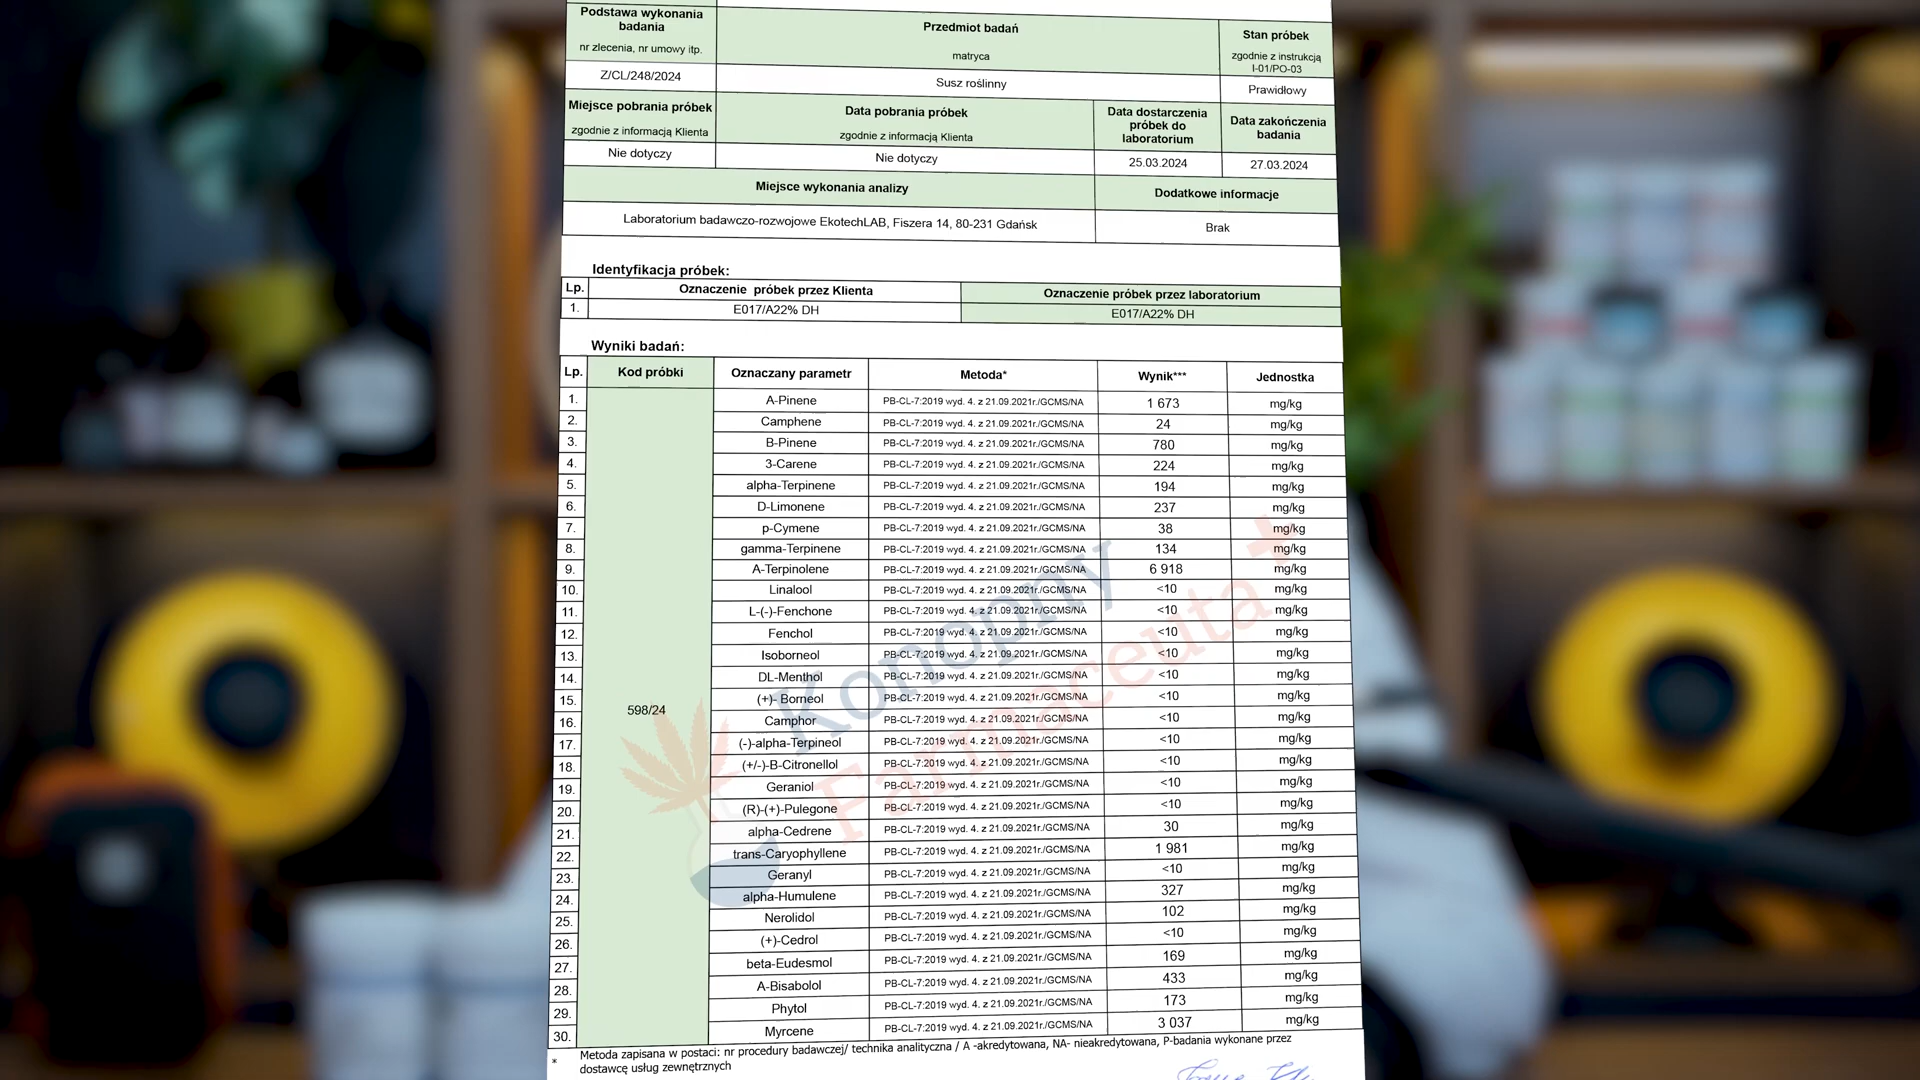 Podstawa wykonania badania
nr zlecenia, nr umowy itp.
Przedmiot badań
matryca
Stan próbek
zgodnie z instrukcją I-01/PO-03
Z/CL/248/2024
Susz roślinny
Prawidłowy
Miejsce pobrania próbek
zgodnie z informacją Klienta
Data pobrania próbek
zgodnie z informacją Klienta
Data dostarczenia próbek do laboratorium
Data zakończenia badania
Nie dotyczy
Nie dotyczy
25.03.2024
27.03.2024
Miejsce wykonania analizy
Dodatkowe informacje
Laboratorium badawczo-rozwojowe EkotechLAB, Fiszera 14, 80-231 Gdańsk
Brak
Identyfikacja próbek:
Lp. Oznaczenie próbek przez Klienta Oznaczenie próbek przez laboratorium
1. E017/A22% DH E017/A22% DH
Wyniki badań:
Lp. Kod próbki Oznaczany parametr Metoda* Wynik*** Jednostka
1. A-Pinene PB-CL-7:2019 wyd. 4. z 21.09.2021r./GCMS/NA 1 673 mg/kg
2. Camphene PB-CL-7:2019 wyd. 4. z 21.09.2021r./GCMS/NA 24 mg/kg
3. B-Pinene PB-CL-7:2019 wyd. 4. z 21.09.2021r./GCMS/NA 780 mg/kg
4. 3-Carene PB-CL-7:2019 wyd. 4. z 21.09.2021r./GCMS/NA 224 mg/kg
5. alpha-Terpinene PB-CL-7:2019 wyd. 4. z 21.09.2021r./GCMS/NA 194 mg/kg
6. D-Limonene PB-CL-7:2019 wyd. 4. z 21.09.2021r./GCMS/NA 237 mg/kg
7. p-Cymene PB-CL-7:2019 wyd. 4. z 21.09.2021r./GCMS/NA 38 mg/kg
8. gamma-Terpinene PB-CL-7:2019 wyd. 4. z 21.09.2021r./GCMS/NA 134 mg/kg
9. A-Terpinolene PB-CL-7:2019 wyd. 4. z 21.09.2021r./GCMS/NA 6 918 mg/kg
10. Linalool PB-CL-7:2019 wyd. 4. z 21.09.2021r./GCMS/NA <10 mg/kg
11. L-(-)-Fenchone PB-CL-7:2019 wyd. 4. z 21.09.2021r./GCMS/NA <10 mg/kg
12. Fenchol PB-CL-7:2019 wyd. 4. z 21.09.2021r./GCMS/NA <10 mg/kg
13. Isoborneol PB-CL-7:2019 wyd. 4. z 21.09.2021r./GCMS/NA <10 mg/kg
14. DL-Menthol PB-CL-7:2019 wyd. 4. z 21.09.2021r./GCMS/NA <10 mg/kg
15. (+)- Borneol PB-CL-7:2019 wyd. 4. z 21.09.2021r./GCMS/NA <10 mg/kg
598/24
16. Camphor PB-CL-7:2019 wyd. 4. z 21.09.2021r./GCMS/NA <10 mg/kg
17. (-)-alpha-Terpineol PB-CL-7:2019 wyd. 4. z 21.09.2021r./GCMS/NA <10 mg/kg
18. (+/-)-B-Citronellol PB-CL-7:2019 wyd. 4. z 21.09.2021r./GCMS/NA <10 mg/kg
19. Geraniol PB-CL-7:2019 wyd. 4. z 21.09.2021r./GCMS/NA <10 mg/kg
20. (R)-(+)-Pulegone PB-CL-7:2019 wyd. 4. z 21.09.2021r./GCMS/NA <10 mg/kg
21. alpha-Cedrene PB-CL-7:2019 wyd. 4. z 21.09.2021r./GCMS/NA 30 mg/kg
22. trans-Caryophyllene PB-CL-7:2019 wyd. 4. z 21.09.2021r./GCMS/NA 1 981 mg/kg
23. Geranyl PB-CL-7:2019 wyd. 4. z 21.09.2021r./GCMS/NA <10 mg/kg
24. alpha-Humulene PB-CL-7:2019 wyd. 4. z 21.09.2021r./GCMS/NA 327 mg/kg
25. Nerolidol PB-CL-7:2019 wyd. 4. z 21.09.2021r./GCMS/NA 102 mg/kg
26. (+)-Cedrol PB-CL-7:2019 wyd. 4. z 21.09.2021r./GCMS/NA <10 mg/kg
27. beta-Eudesmol PB-CL-7:2019 wyd. 4. z 21.09.2021r./GCMS/NA 169 mg/kg
28. A-Bisabolol PB-CL-7:2019 wyd. 4. z 21.09.2021r./GCMS/NA 433 mg/kg
29. Phytol PB-CL-7:2019 wyd. 4. z 21.09.2021r./GCMS/NA 173 mg/kg
30. Myrcene PB-CL-7:2019 wyd. 4. z 21.09.2021r./GCMS/NA 3 037 mg/kg
Konopny
Farmaceuta
* Metoda zapisana w postaci: nr procedury badawczej/ technika analityczna / A -akredytowana, NA- nieakredytowana, P-badania wykonane przez
dostawcę usług zewnętrznych